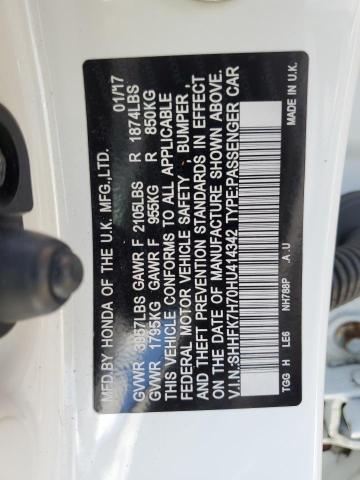 MFD. BY HONDA OF THE U.K. MFG.,LTD. 01/17
GVWR 3957LBS GAWR F 2105LBS R 1874LBS
GVWR 1795KG GAWR F 955KG R 850KG
THIS VEHICLE CONFORMS TO ALL APPLICABLE
FEDERAL MOTOR VEHICLE SAFETY , BUMPER ,
AND THEFT PREVENTION STANDARDS IN EFFECT
ON THE DATE OF MANUFACTURE SHOWN ABOVE.
V.I.N.:SHHFK7H70HU414342 TYPE:PASSENGER CAR
MADE IN U.K.
TGG H LE6 NH788P .A .U